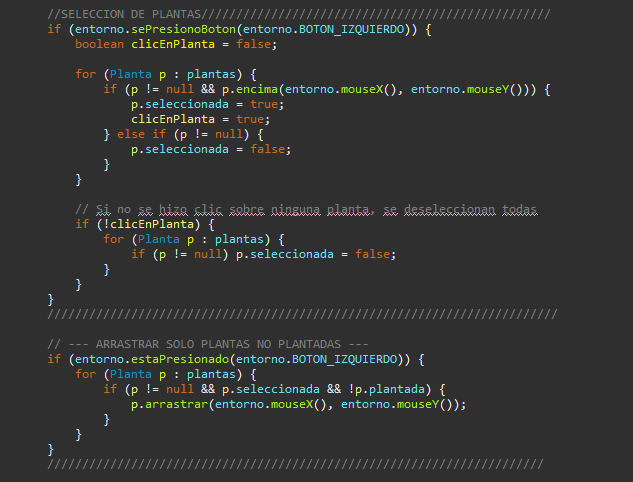 //SELECCION DE PLANTAS//////////////////////////////////////////////////
if (entorno.sePresionoBoton(entorno.BOTON_IZQUIERDO)) {
boolean clicEnPlanta = false;
for (Planta p : plantas) {
if (p != null && p.encima(entorno.mouseX(), entorno.mouseY())) {
p.seleccionada = true;
clicEnPlanta = true;
} else if (p != null) {
p.seleccionada = false;
}
}
// Si no se hizo clic sobre ninguna planta, se deseleccionan todas
if (!clicEnPlanta) {
for (Planta p : plantas) {
if (p != null) p.seleccionada = false;
}
}
}
/////////////////////////////////////////////////////////////////////////
// --- ARRASTRAR SOLO PLANTAS NO PLANTADAS ---
if (entorno.estaPresionado(entorno.BOTON_IZQUIERDO)) {
for (Planta p : plantas) {
if (p != null && p.seleccionada && !p.plantada) {
p.arrastrar(entorno.mouseX(), entorno.mouseY());
}
}
}
///////////////////////////////////////////////////////////////////////